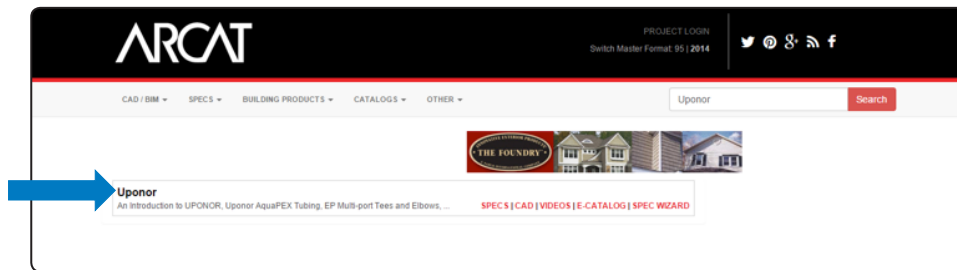 ARCAT
PROJECT LOGIN
Switch Master Format: 95 | 2014
CAD / BIM SPECS BUILDING PRODUCTS CATALOGS OTHER
Uponor Search
THE FOUNDRY
Uponor
An Introduction to UPONOR, Uponor AquaPEX Tubing, EP Multi-port Tees and Elbows, ...
SPECS | CAD | VIDEOS | E-CATALOG | SPEC WIZARD